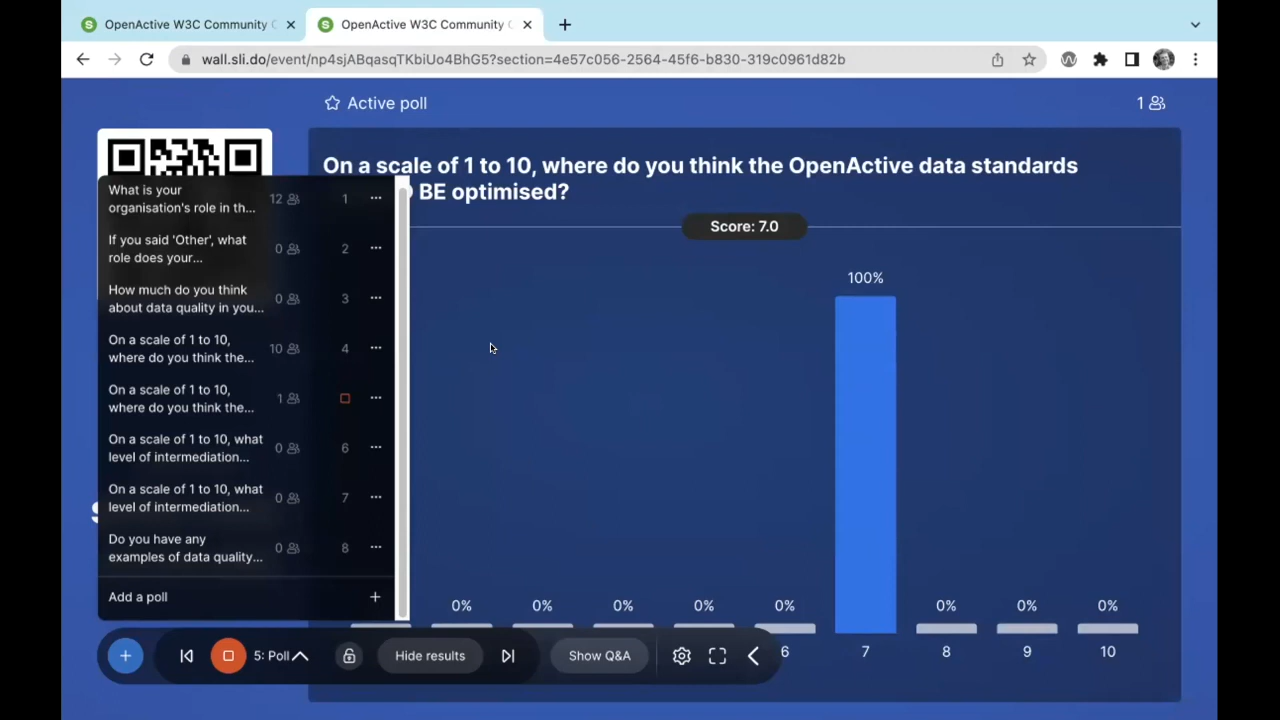 OpenActive W3C Community
OpenActive W3C Community
wall.sli.do/event/np4sjABqasqTKbiUo4BhG5?section=4e57c056-2564-45f6-b830-319c0961d82b
Active poll
1
On a scale of 1 to 10, where do you think the OpenActive data standards
BE optimised?
Score: 7.0
What is your
organisation's role in th... 12 1 ...
If you said 'Other', what
role does your... 0 2 ...
How much do you think
about data quality in you... 0 3 ...
On a scale of 1 to 10,
where do you think the... 10 4 ...
On a scale of 1 to 10,
where do you think the... 1 ...
On a scale of 1 to 10, what
level of intermediation... 0 6 ...
On a scale of 1 to 10, what
level of intermediation... 0 7 ...
Do you have any
examples of data quality... 0 8 ...
Add a poll +
100%
0% 0% 0% 0% 0% 0% 0% 0%
6 7 8 9 10
5: Poll
Hide results
Show Q&A